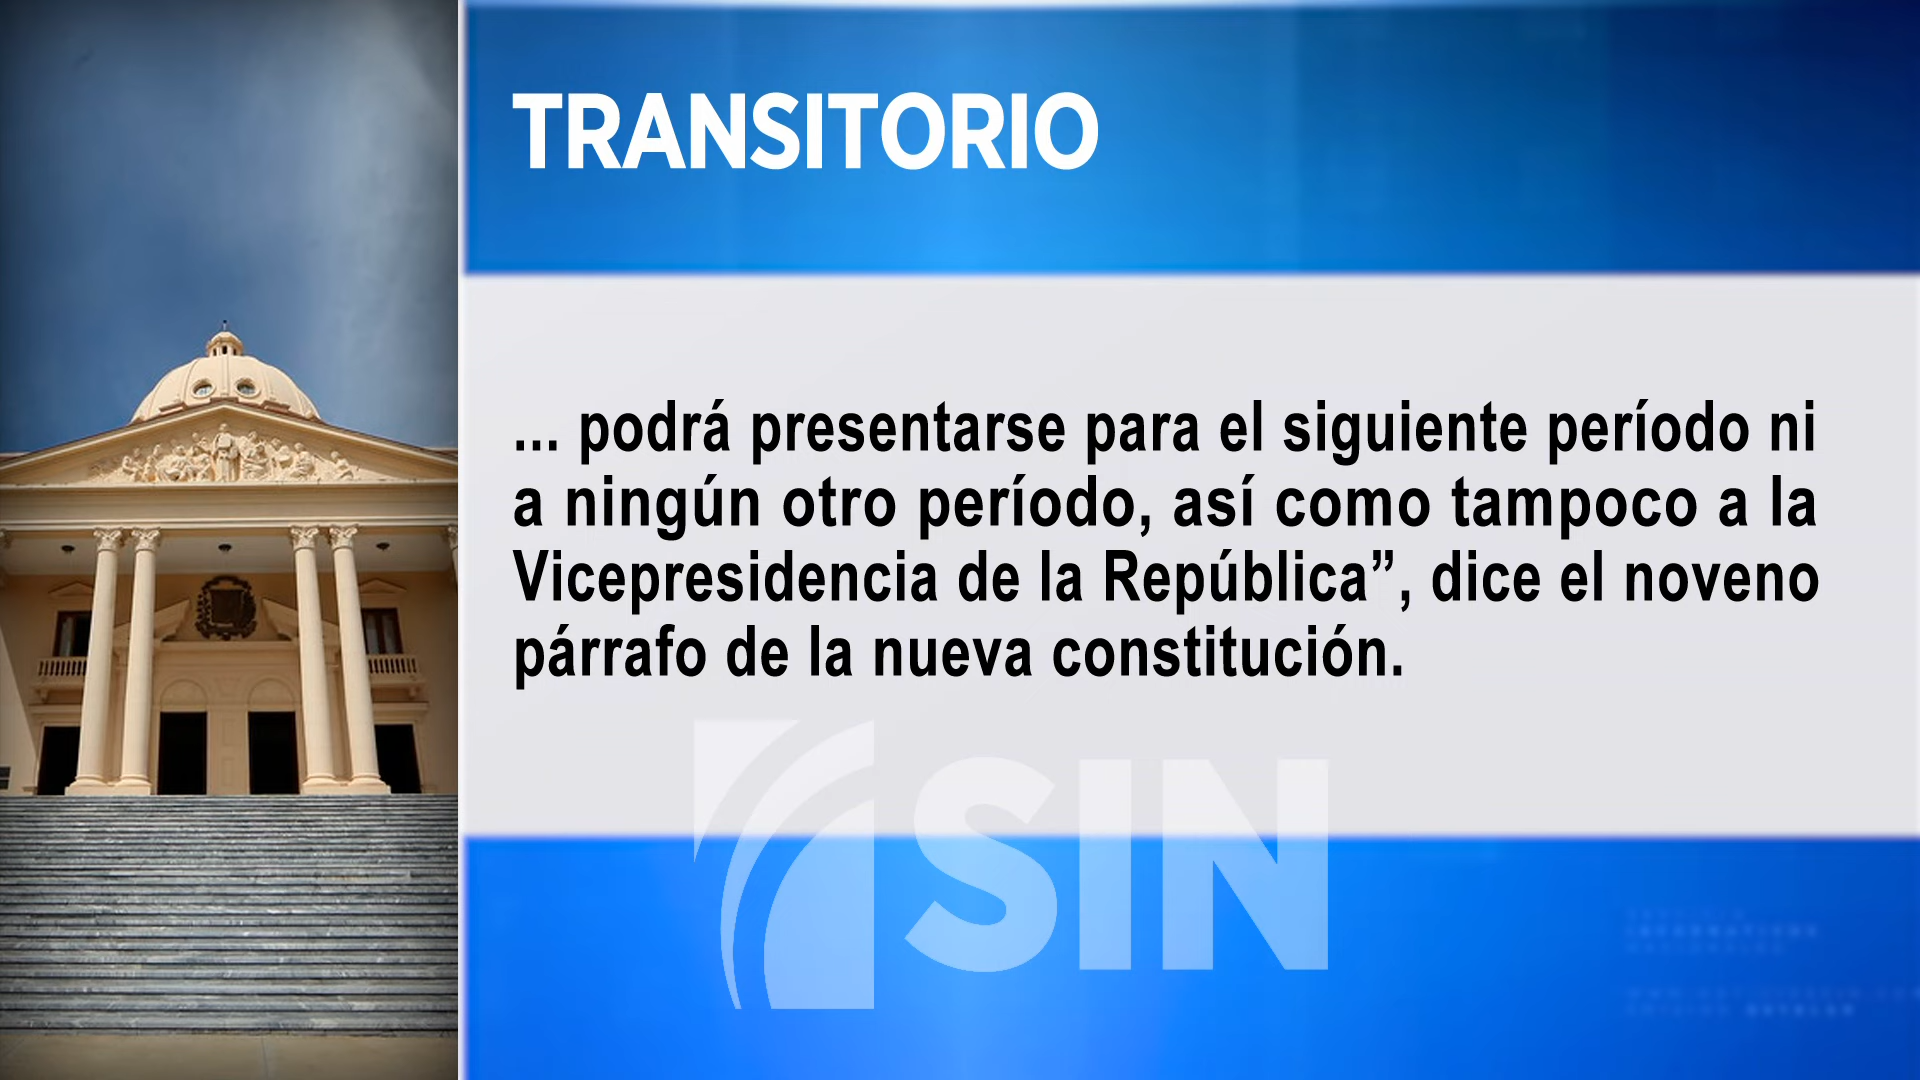 TRANSITORIO
... podrá presentarse para el siguiente período ni
a ningún otro período, así como tampoco a la
Vicepresidencia de la República”, dice el noveno
párrafo de la nueva constitución.
SIN